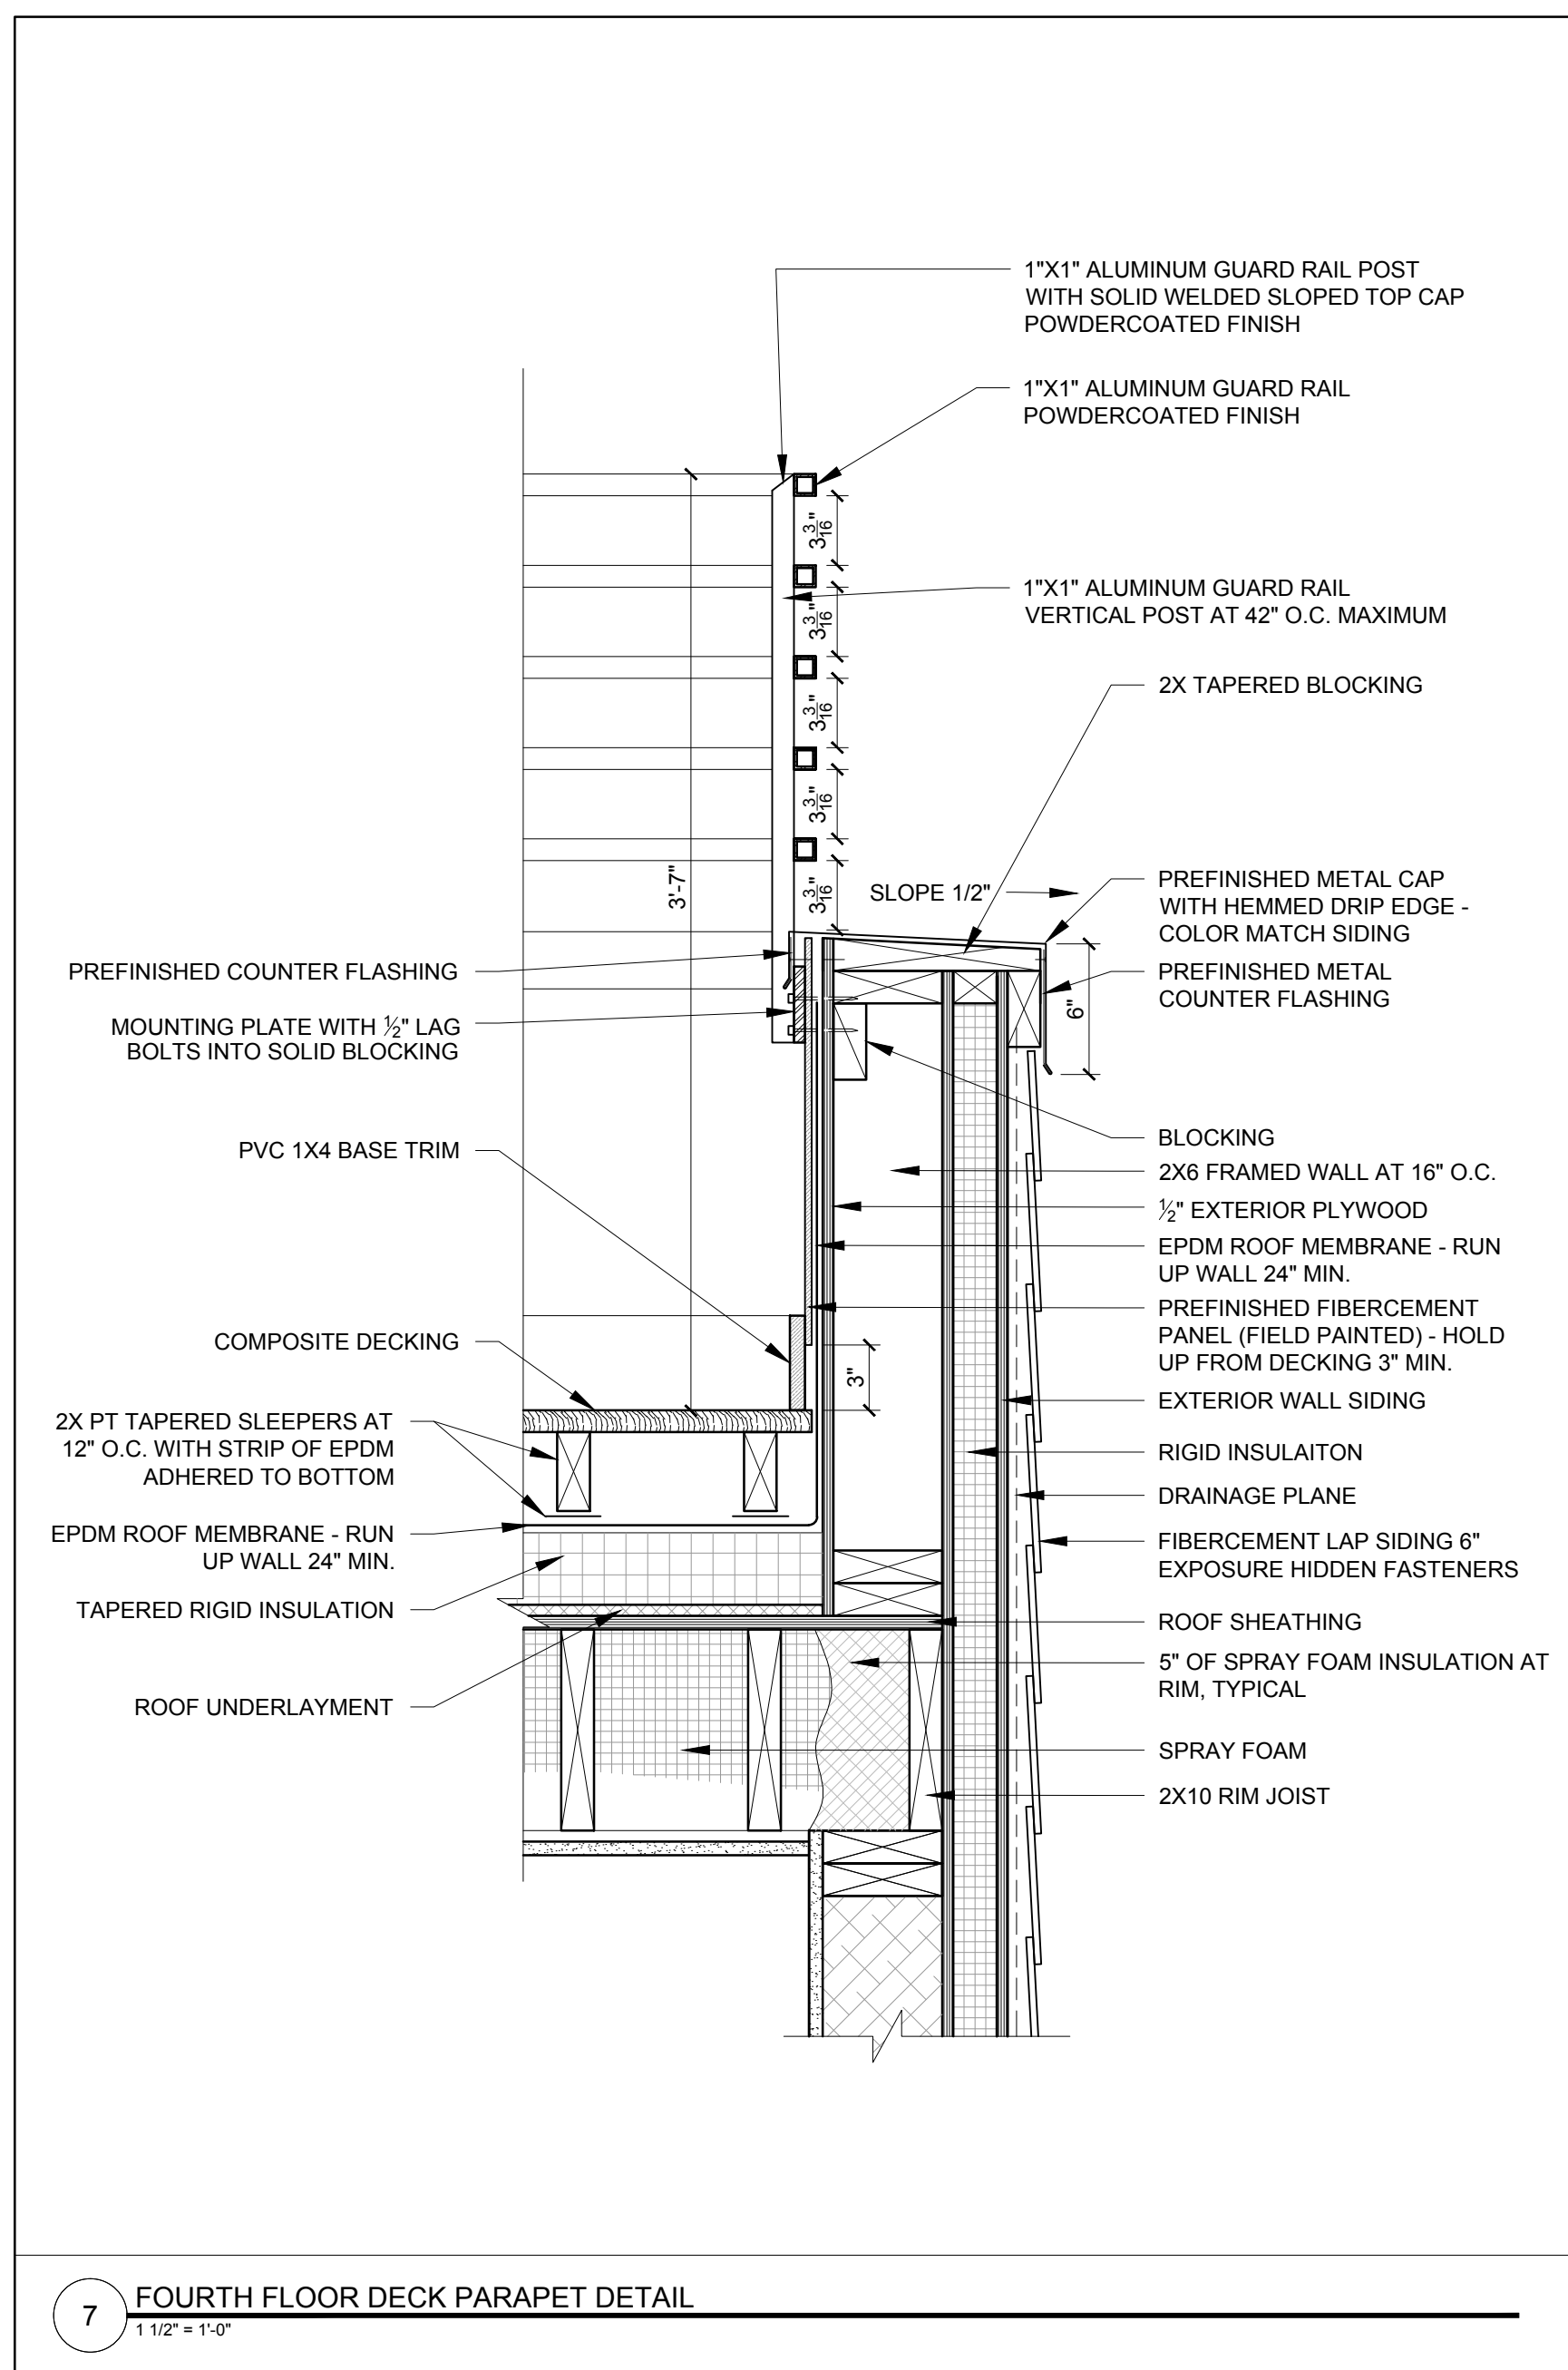 1"X1" ALUMINUM GUARD RAIL POST
WITH SOLID WELDED SLOPED TOP CAP
POWDERCOATED FINISH
1"X1" ALUMINUM GUARD RAIL
POWDERCOATED FINISH
3 3/16"
3 3/16"
3 3/16"
3 3/16"
3 3/16"
1"X1" ALUMINUM GUARD RAIL
VERTICAL POST AT 42" O.C. MAXIMUM
2X TAPERED BLOCKING
3'-7"
SLOPE 1/2"
PREFINISHED METAL CAP
WITH HEMMED DRIP EDGE -
COLOR MATCH SIDING
PREFINISHED METAL
COUNTER FLASHING
6"
PREFINISHED COUNTER FLASHING
MOUNTING PLATE WITH ½" LAG
BOLTS INTO SOLID BLOCKING
PVC 1X4 BASE TRIM
COMPOSITE DECKING
2X PT TAPERED SLEEPERS AT
12" O.C. WITH STRIP OF EPDM
ADHERED TO BOTTOM
EPDM ROOF MEMBRANE - RUN
UP WALL 24" MIN.
TAPERED RIGID INSULATION
ROOF UNDERLAYMENT
3"
BLOCKING
2X6 FRAMED WALL AT 16" O.C.
½" EXTERIOR PLYWOOD
EPDM ROOF MEMBRANE - RUN
UP WALL 24" MIN.
PREFINISHED FIBERCEMENT
PANEL (FIELD PAINTED) - HOLD
UP FROM DECKING 3" MIN.
EXTERIOR WALL SIDING
RIGID INSULAITON
DRAINAGE PLANE
FIBERCEMENT LAP SIDING 6"
EXPOSURE HIDDEN FASTENERS
ROOF SHEATHING
5" OF SPRAY FOAM INSULATION AT
RIM, TYPICAL
SPRAY FOAM
2X10 RIM JOIST
7
FOURTH FLOOR DECK PARAPET DETAIL
1 1/2" = 1'-0"